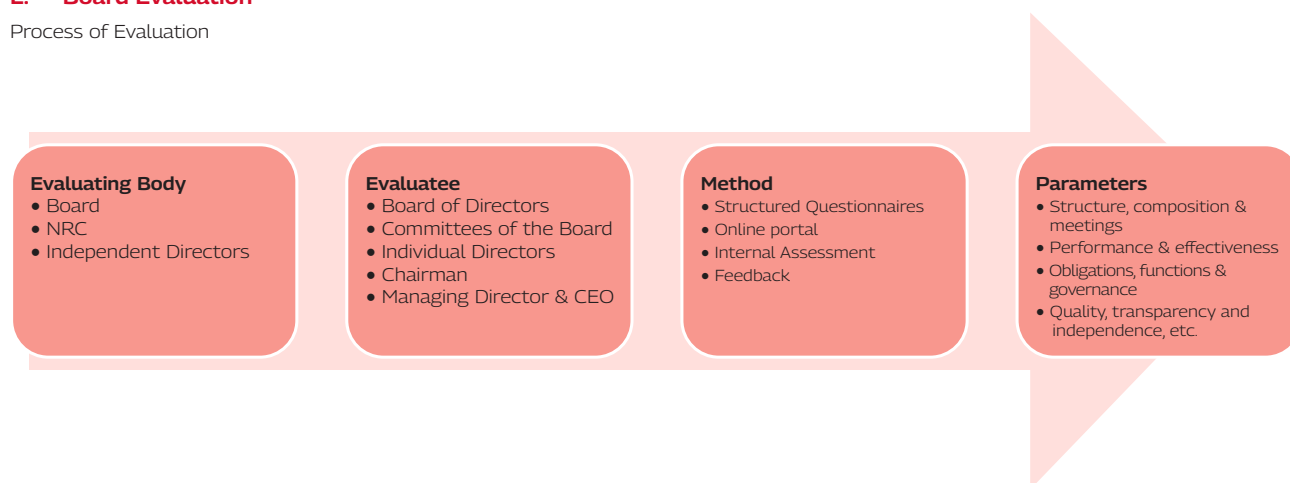 E. Board Evaluation
Process of Evaluation
Evaluating Body
• Board
• NRC
• Independent Directors
Evaluatee
• Board of Directors
• Committees of the Board
• Individual Directors
• Chairman
• Managing Director & CEO
Method
• Structured Questionnaires
• Online portal
• Internal Assessment
• Feedback
Parameters
• Structure, composition &
meetings
• Performance & effectiveness
• Obligations, functions &
governance
• Quality, transparency and
independence, etc.